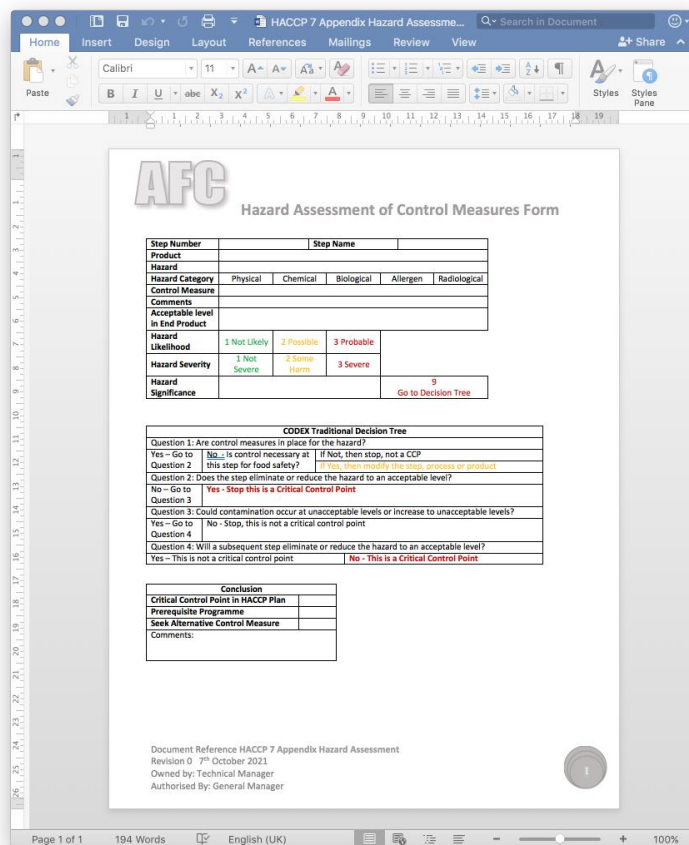 HACCP 7 Appendix Hazard Assessme...
Search in Document
Home Insert Design Layout References Mailings Review View Share
Paste
Calibri 11
Styles Styles Pane
AFC
Hazard Assessment of Control Measures Form
Step Number Step Name
Product
Hazard
Hazard Category Physical Chemical Biological Allergen Radiological
Control Measure
Comments
Acceptable level
in End Product
Hazard Likelihood 1 Not Likely 2 Possible 3 Probable
Hazard Severity 1 Not Severe 2 Some Harm 3 Severe
Hazard Significance 9 Go to Decision Tree
CODEX Traditional Decision Tree
Question 1: Are control measures in place for the hazard?
Yes – Go to Question 2 No - Is control necessary at this step for food safety? If Not, then stop, not a CCP
If Yes, then modify the step, process or product
Question 2: Does the step eliminate or reduce the hazard to an acceptable level?
No – Go to Question 3 Yes - Stop this is a Critical Control Point
Question 3: Could contamination occur at unacceptable levels or increase to unacceptable levels?
Yes – Go to Question 4 No - Stop, this is not a critical control point
Question 4: Will a subsequent step eliminate or reduce the hazard to an acceptable level?
Yes – This is not a critical control point No - This is a Critical Control Point
Conclusion
Critical Control Point in HACCP Plan
Prerequisite Programme
Seek Alternative Control Measure
Comments:
Document Reference HACCP 7 Appendix Hazard Assessment
Revision 0 7th October 2021
Owned by: Technical Manager
Authorised By: General Manager
1
Page 1 of 1 194 Words English (UK) 100%